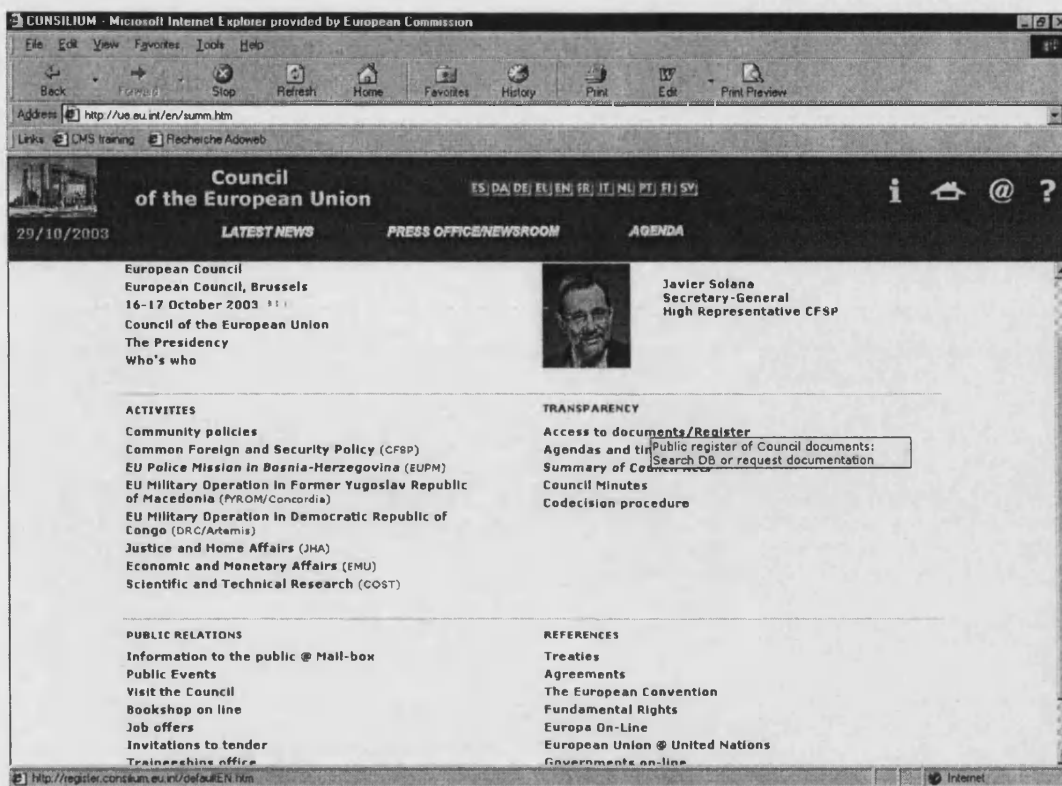 CONSILIUM - Microsoft Internet Explorer provided by European Commission
File Edit View Favorites Tools Help
Back Forward Stop Refresh Home Favorites History Print Edit Print Preview
Address http://ue.eu.int/en/summ.htm
Links CMS training Recherche Adoweb
Council
of the European Union
ES DA DE EL EN FR IT NL PT FI SV
i @ ?
29/10/2003 LATEST NEWS PRESS OFFICE/NEWSROOM AGENDA
European Council
European Council, Brussels
16-17 October 2003
Council of the European Union
The Presidency
Who's who
Javier Solana
Secretary-General
High Representative CFSP
ACTIVITIES
Community policies
Common Foreign and Security Policy (CFSP)
EU Police Mission in Bosnia-Herzegovina (EUPM)
EU Military Operation in Former Yugoslav Republic
of Macedonia (FYROM/Concordia)
EU Military Operation in Democratic Republic of
Congo (DRC/Artemis)
Justice and Home Affairs (JHA)
Economic and Monetary Affairs (EMU)
Scientific and Technical Research (COST)
TRANSPARENCY
Access to documents/Register
Agendas and
Public register of Council documents:
Search DB or request documentation
Summary of Council Acts
Council Minutes
Codecision procedure
PUBLIC RELATIONS
Information to the public @ Mail-box
Public Events
Visit the Council
Bookshop on line
Job offers
Invitations to tender
Traineeships office
REFERENCES
Treaties
Agreements
The European Convention
Fundamental Rights
Europa On-Line
European Union @ United Nations
Governments on-line
http://register.consilium.eu.int/defaultEN.htm Internet